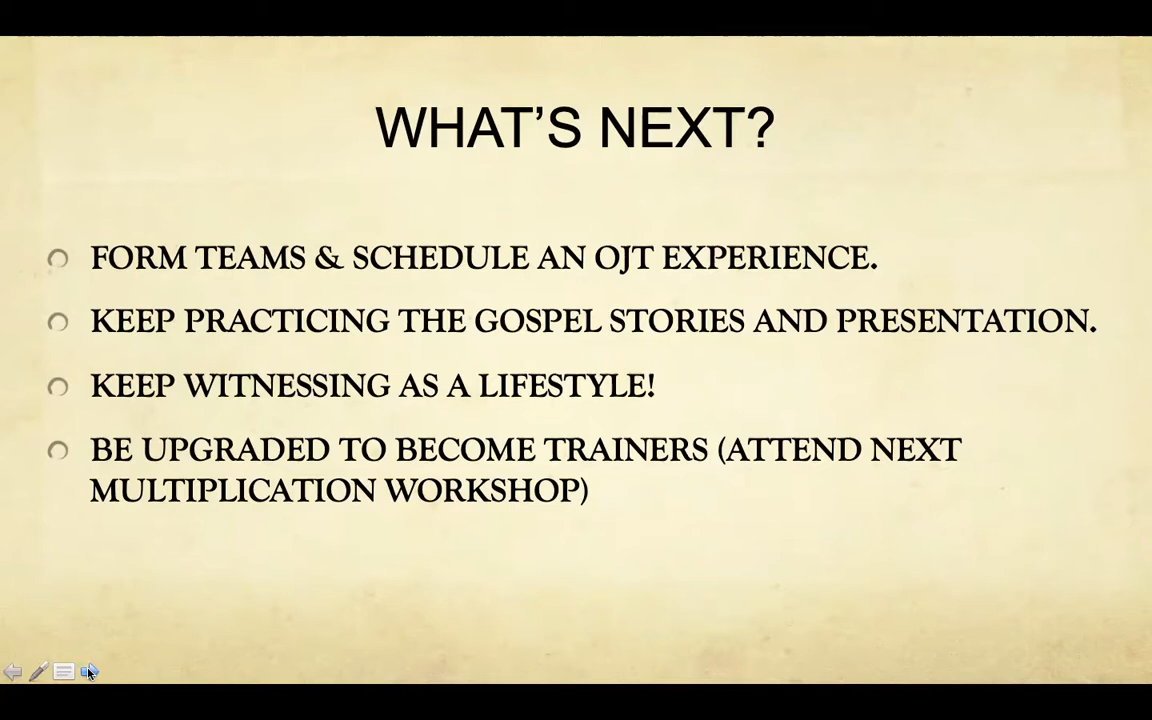 WHAT'S NEXT?
FORM TEAMS & SCHEDULE AN OJT EXPERIENCE.
KEEP PRACTICING THE GOSPEL STORIES AND PRESENTATION.
KEEP WITNESSING AS A LIFESTYLE!
BE UPGRADED TO BECOME TRAINERS (ATTEND NEXT
MULTIPLICATION WORKSHOP)